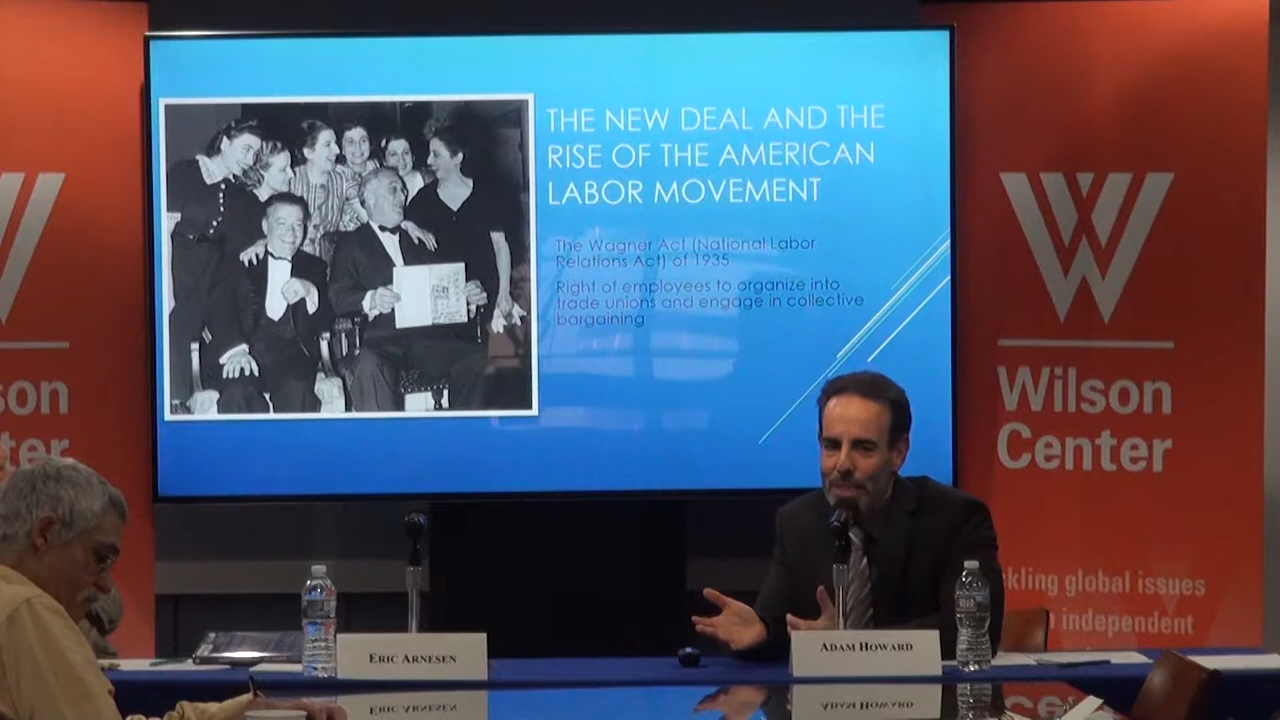 THE NEW DEAL AND THE
RISE OF THE AMERICAN
LABOR MOVEMENT
The Wagner Act (National Labor
Relations Act) of 1935
Right of employees to organize into
trade unions and engage in collective
bargaining
W
Wilson
Center
kling global issues
independent
son
ter
ERIC ARNESEN
ADAM HOWARD